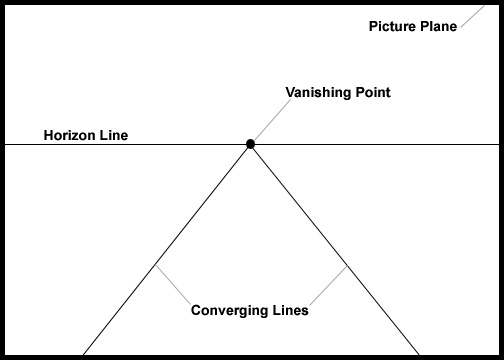 Picture Plane
Vanishing Point
Horizon Line
Converging Lines